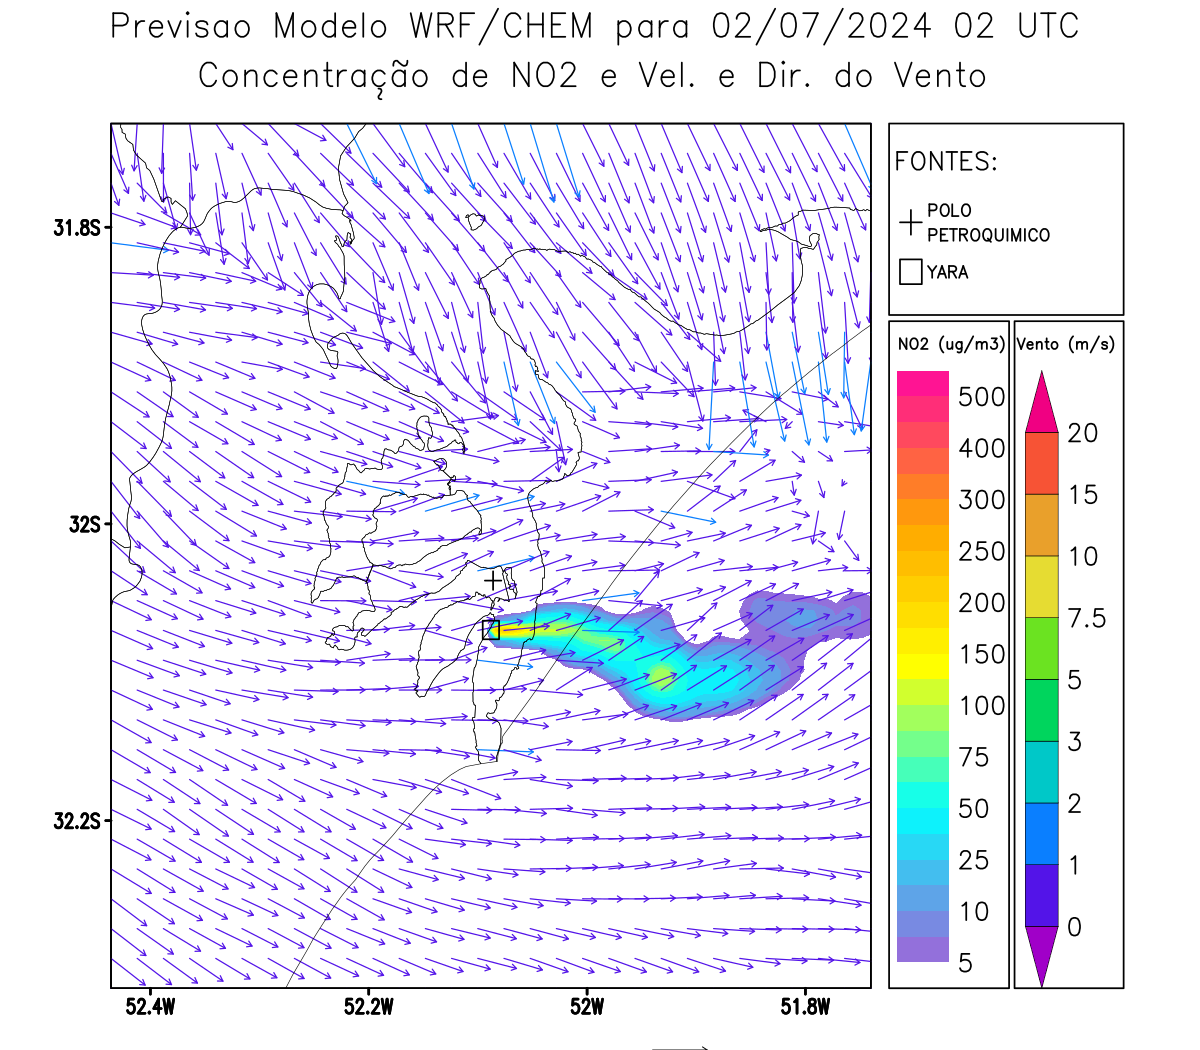 Previsao Modelo WRF/CHEM para 02/07/2024 02 UTC
Concentração de NO2 e Vel. e Dir. do Vento
FONTES:
POLO
PETROQUIMICO
YARA
NO2 (ug/m3)
500
400
300
250
200
150
100
75
50
25
10
5
Vento (m/s)
20
15
10
7.5
5
3
2
1
0
31.8S
32S
32.2S
52.4W
52.2W
52W
51.8W